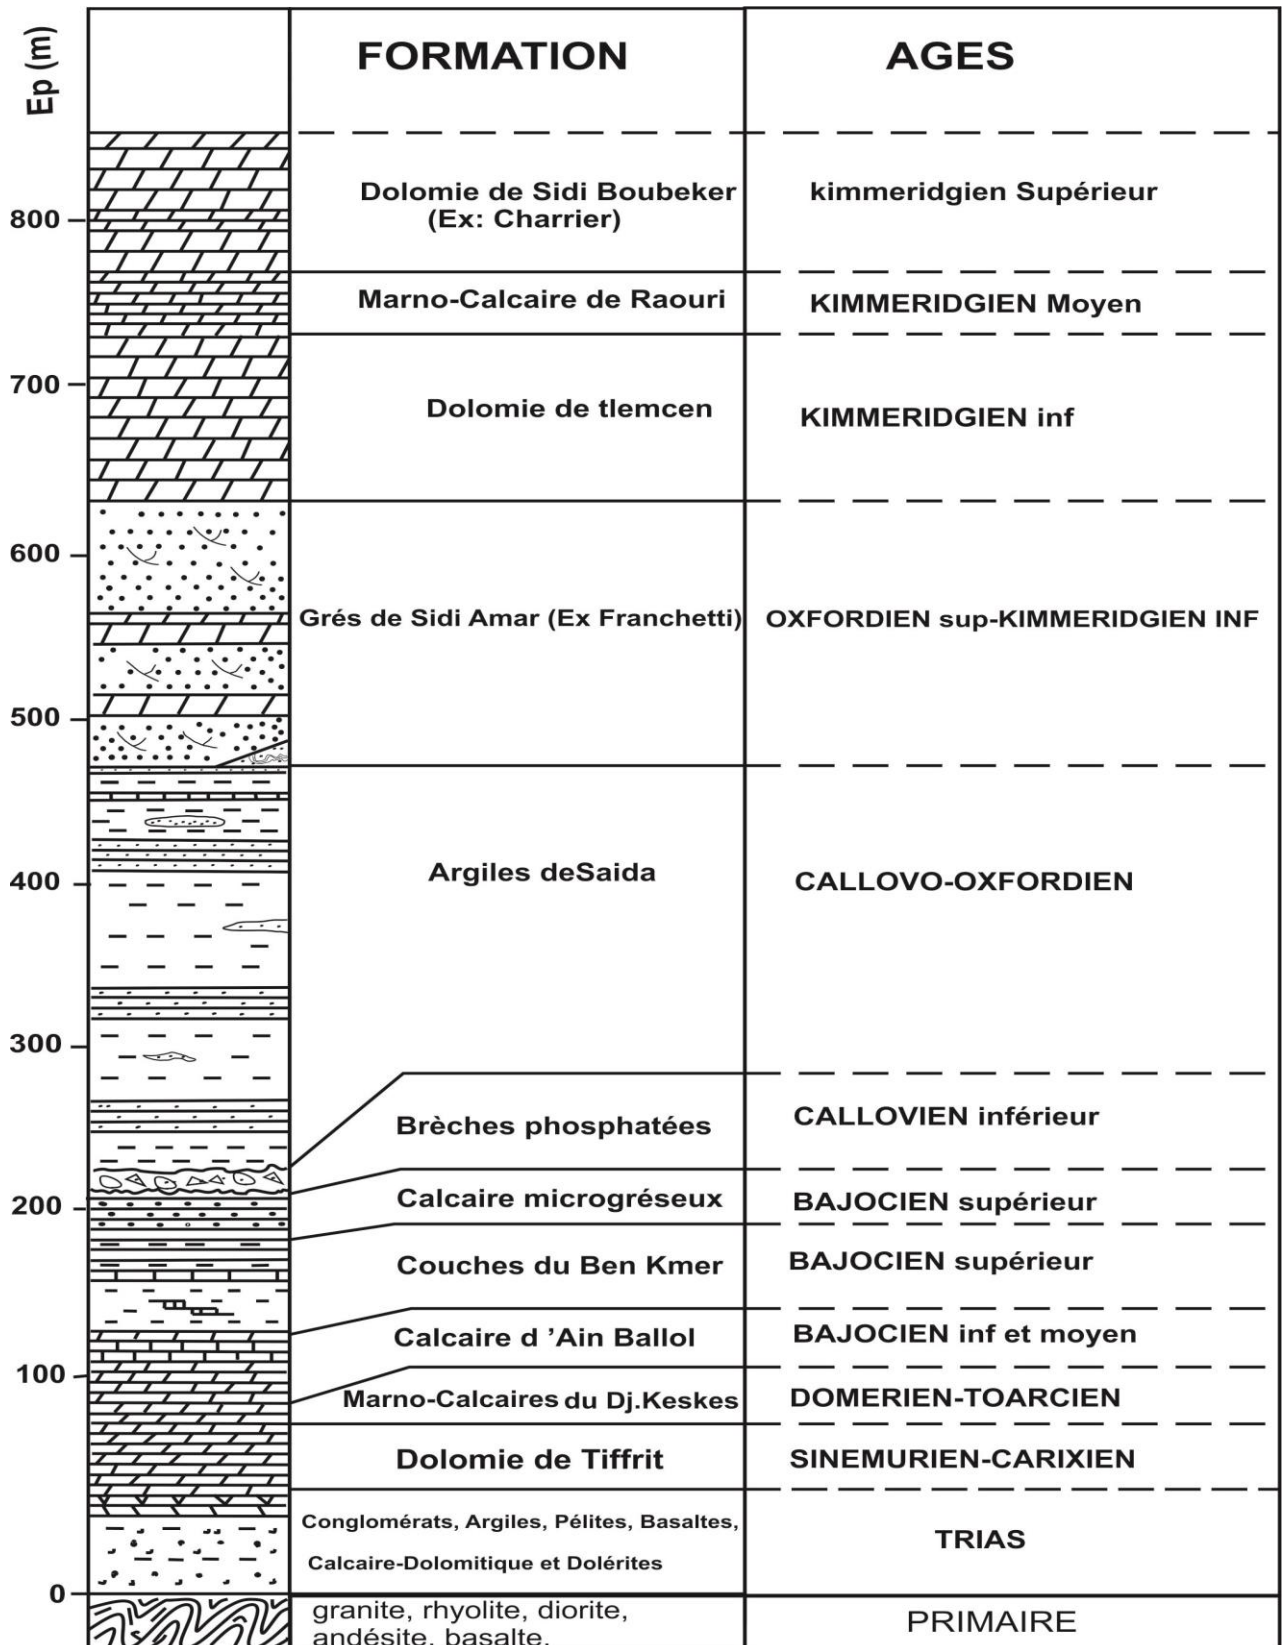 Ep (m)
FORMATION
AGES
Dolomie de Sidi Boubeker
(Ex: Charrier)
kimmeridgien Supérieur
800
Marno-Calcaire de Raouri
KIMMERIDGIEN Moyen
700
Dolomie de tlemcen
KIMMERIDGIEN inf
600
Grés de Sidi Amar (Ex Franchetti)
OXFORDIEN sup-KIMMERIDGIEN INF
500
Argiles deSaida
CALLOVO-OXFORDIEN
400
300
Brèches phosphatées
CALLOVIEN inférieur
200
Calcaire microgréseux
BAJOCIEN supérieur
Couches du Ben Kmer
BAJOCIEN supérieur
Calcaire d ’Ain Ballol
BAJOCIEN inf et moyen
100
Marno-Calcaires du Dj.Keskes
DOMERIEN-TOARCIEN
Dolomie de Tiffrit
SINEMURIEN-CARIXIEN
Conglomérats, Argiles, Pélites, Basaltes,
Calcaire-Dolomitique et Dolérites
TRIAS
0
granite, rhyolite, diorite,
andésite, basalte.
PRIMAIRE